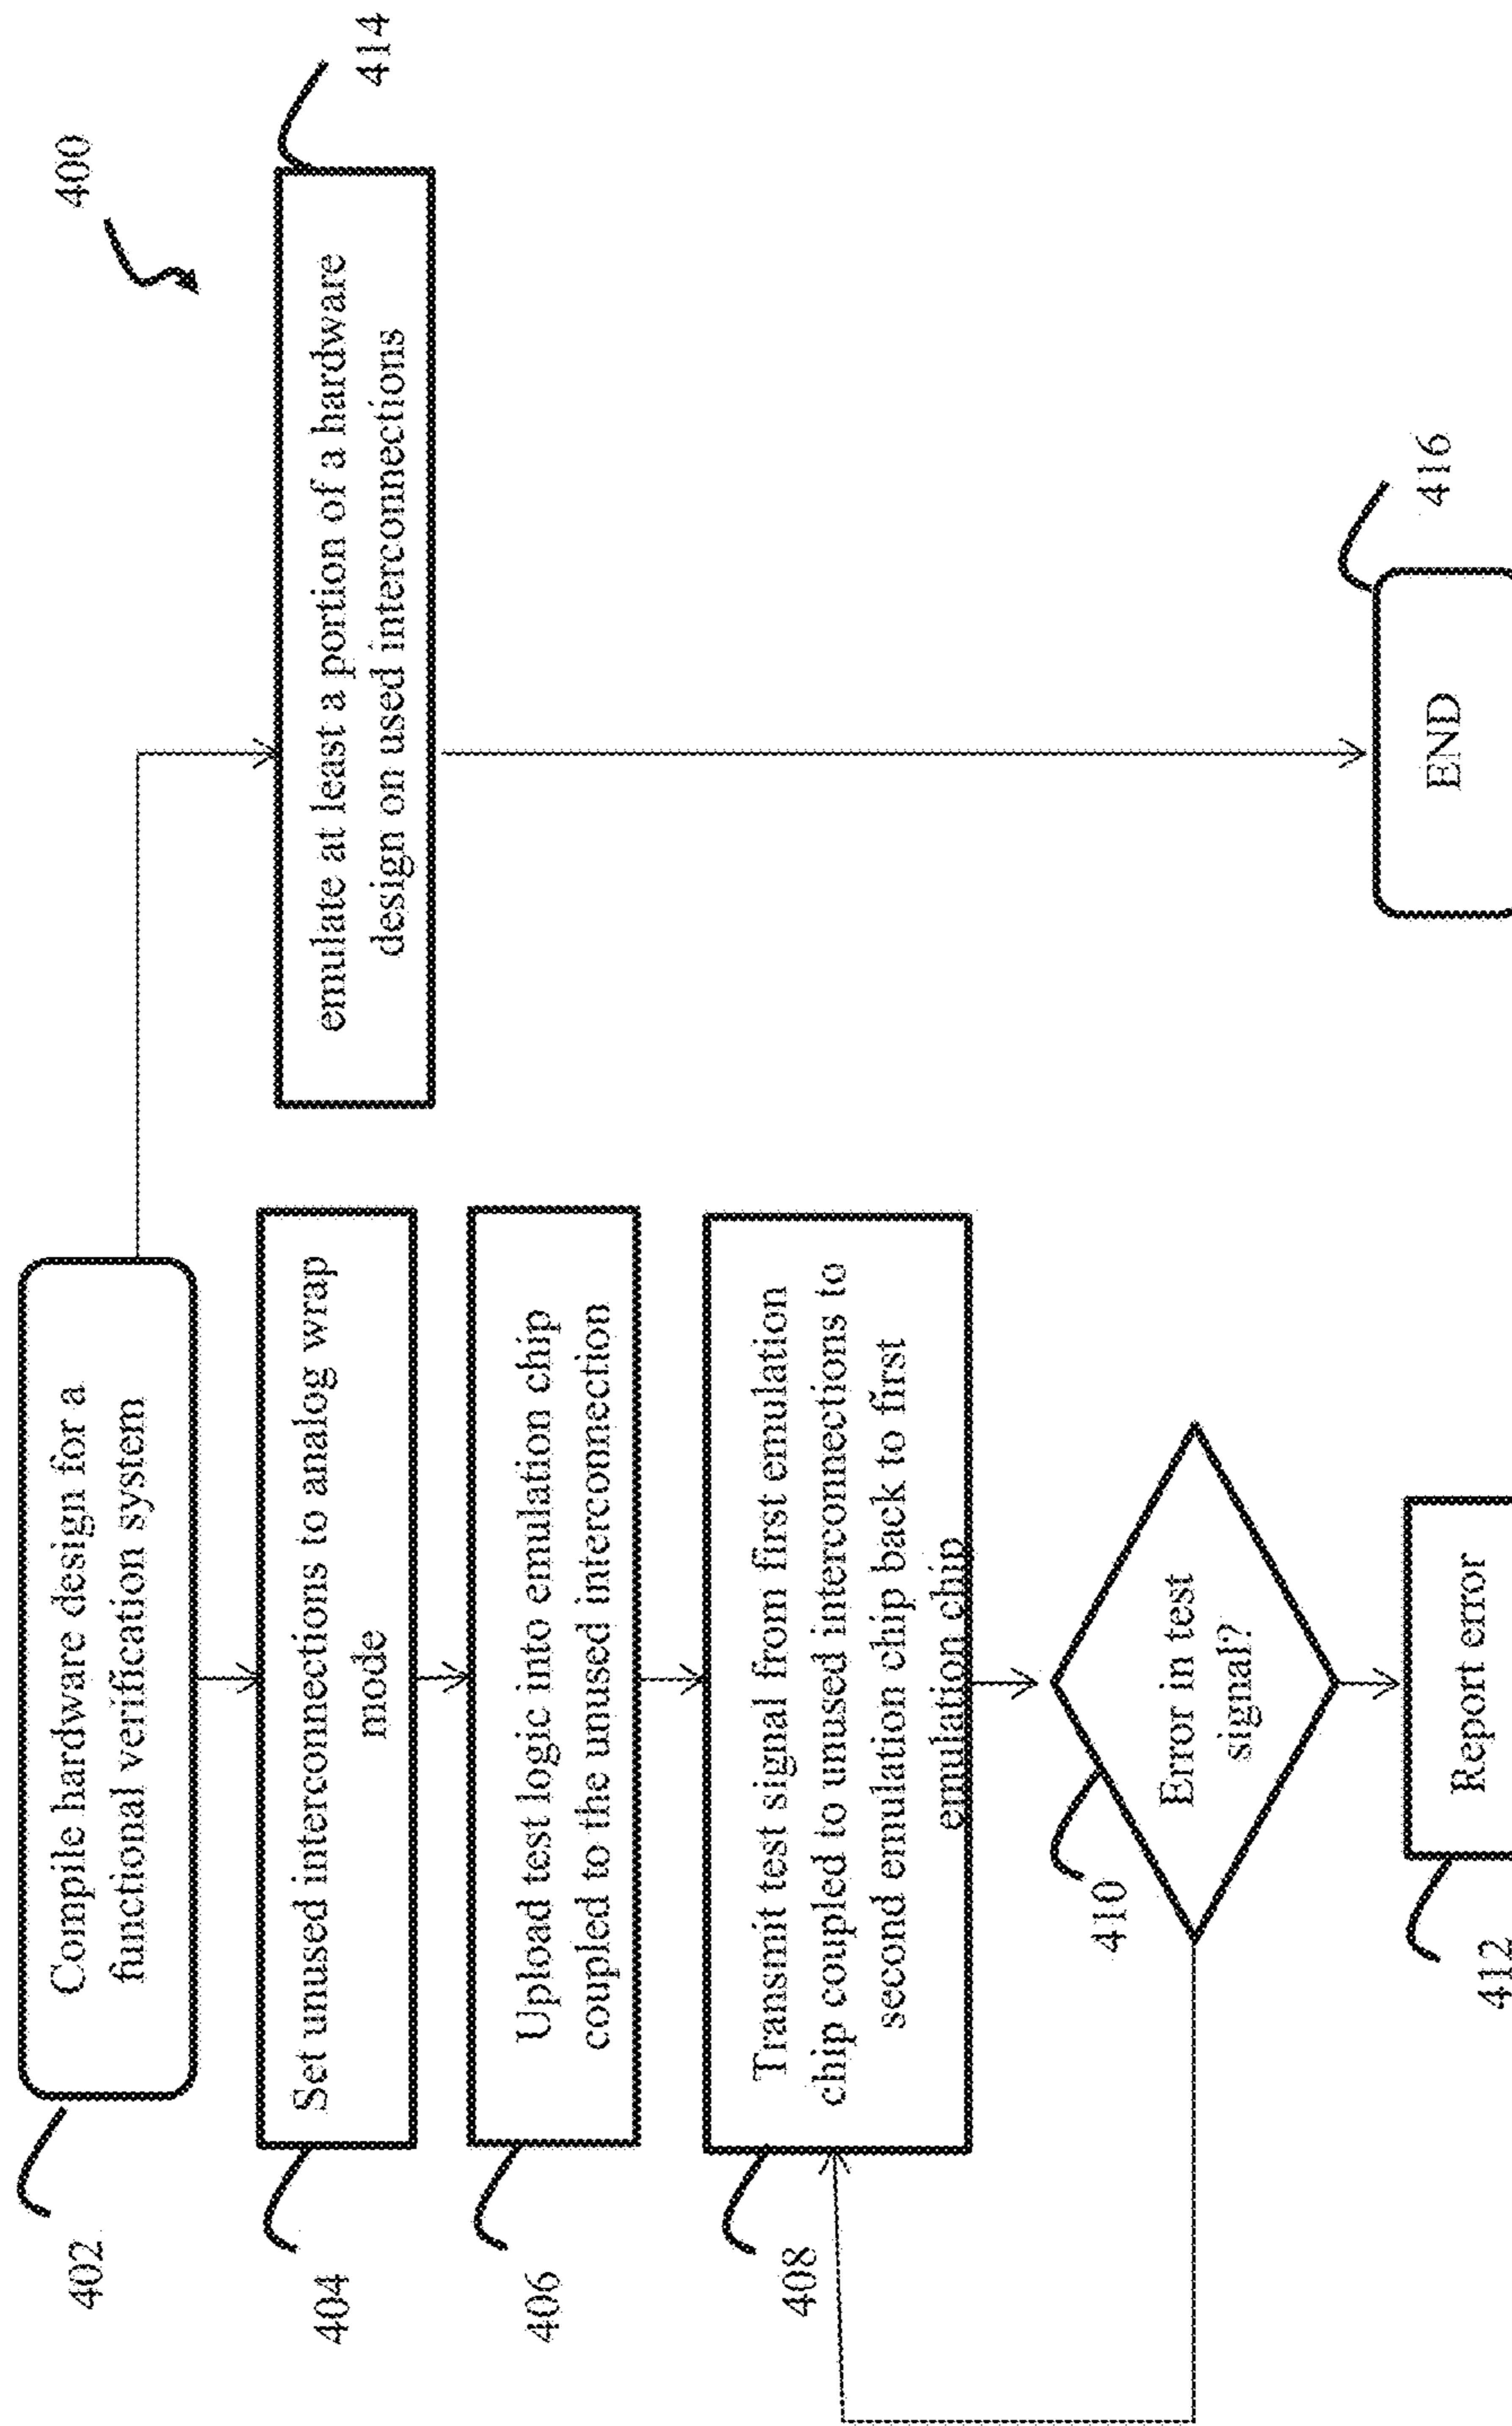 400
402
Compile hardware design for a
functional verification system
404
Set unused interconnections to analog wrap
mode
406
Upload test logic into emulation chip
coupled to the unused interconnection
408
Transmit test signal from first emulation
chip coupled to unused interconnections to
second emulation chip back to first
emulation chip
410
Error in test
signal?
412
Report error
414
emulate at least a portion of a hardware
design on used interconnections
416
END